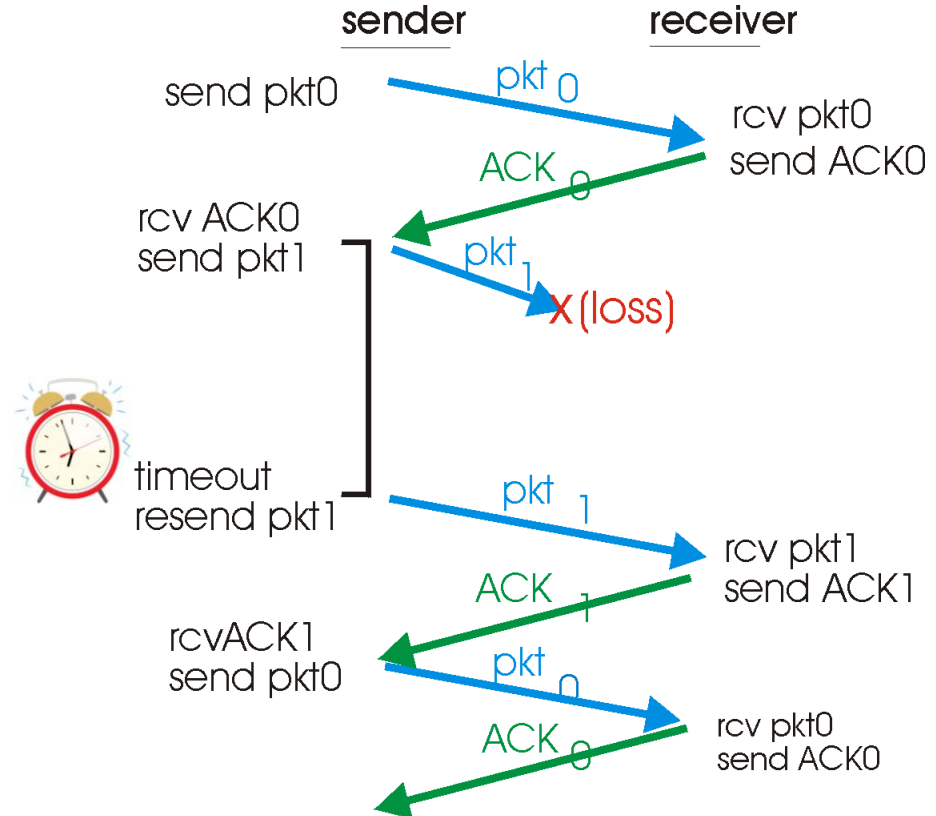 sender
receiver
send pkt0
pkt 0
rcv pkt0
send ACK0
ACK 0
rcv ACK0
send pkt1
pkt 1
X(loss)
timeout
resend pkt1
pkt 1
rcv pkt1
send ACK1
ACK 1
rcvACK1
send pkt0
pkt 0
rcv pkt0
send ACK0
ACK 0